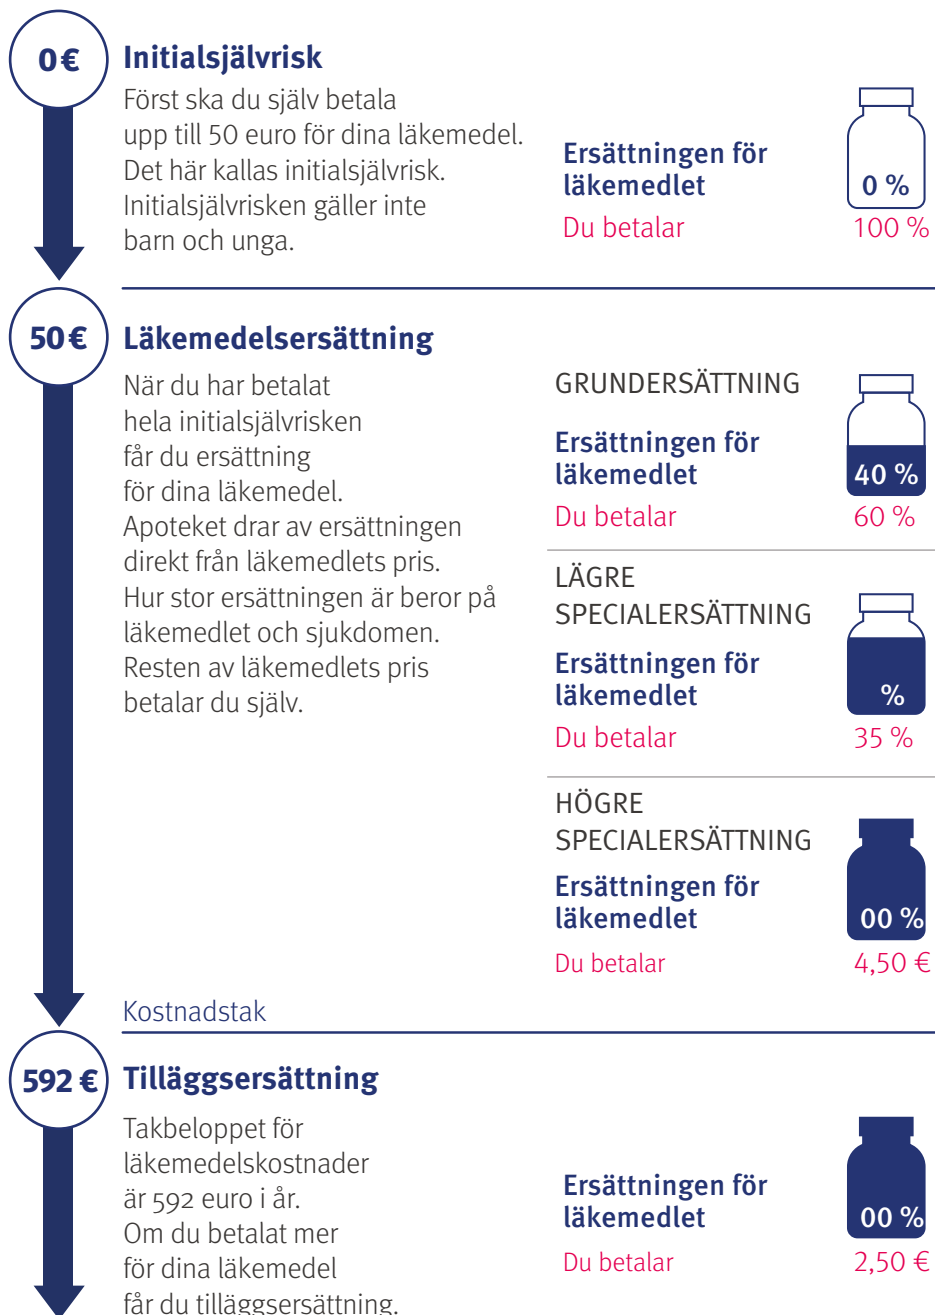 0 €
Initialsjälvrisk
Först ska du själv betala
upp till 50 euro för dina läkemedel.
Det här kallas initialsjälvrisk.
Initialsjälvrisken gäller inte
barn och unga.
Ersättningen för
läkemedlet
0 %
Du betalar 100 %
50 €
Läkemedelsersättning
När du har betalat
hela initialsjälvrisken
får du ersättning
för dina läkemedel.
Apoteket drar av ersättningen
direkt från läkemedlets pris.
Hur stor ersättningen är beror på
läkemedlet och sjukdomen.
Resten av läkemedlets pris
betalar du själv.
GRUNDERSÄTTNING
Ersättningen för
läkemedlet
40 %
Du betalar 60 %
LÄGRE
SPECIALERSÄTTNING
Ersättningen för
läkemedlet
%
Du betalar 35 %
HÖGRE
SPECIALERSÄTTNING
Ersättningen för
läkemedlet
00 %
Du betalar 4,50 €
Kostnadstak
592 €
Tilläggsersättning
Takbeloppet för
läkemedelskostnader
är 592 euro i år.
Om du betalat mer
för dina läkemedel
får du tilläggsersättning.
Ersättningen för
läkemedlet
00 %
Du betalar 2,50 €